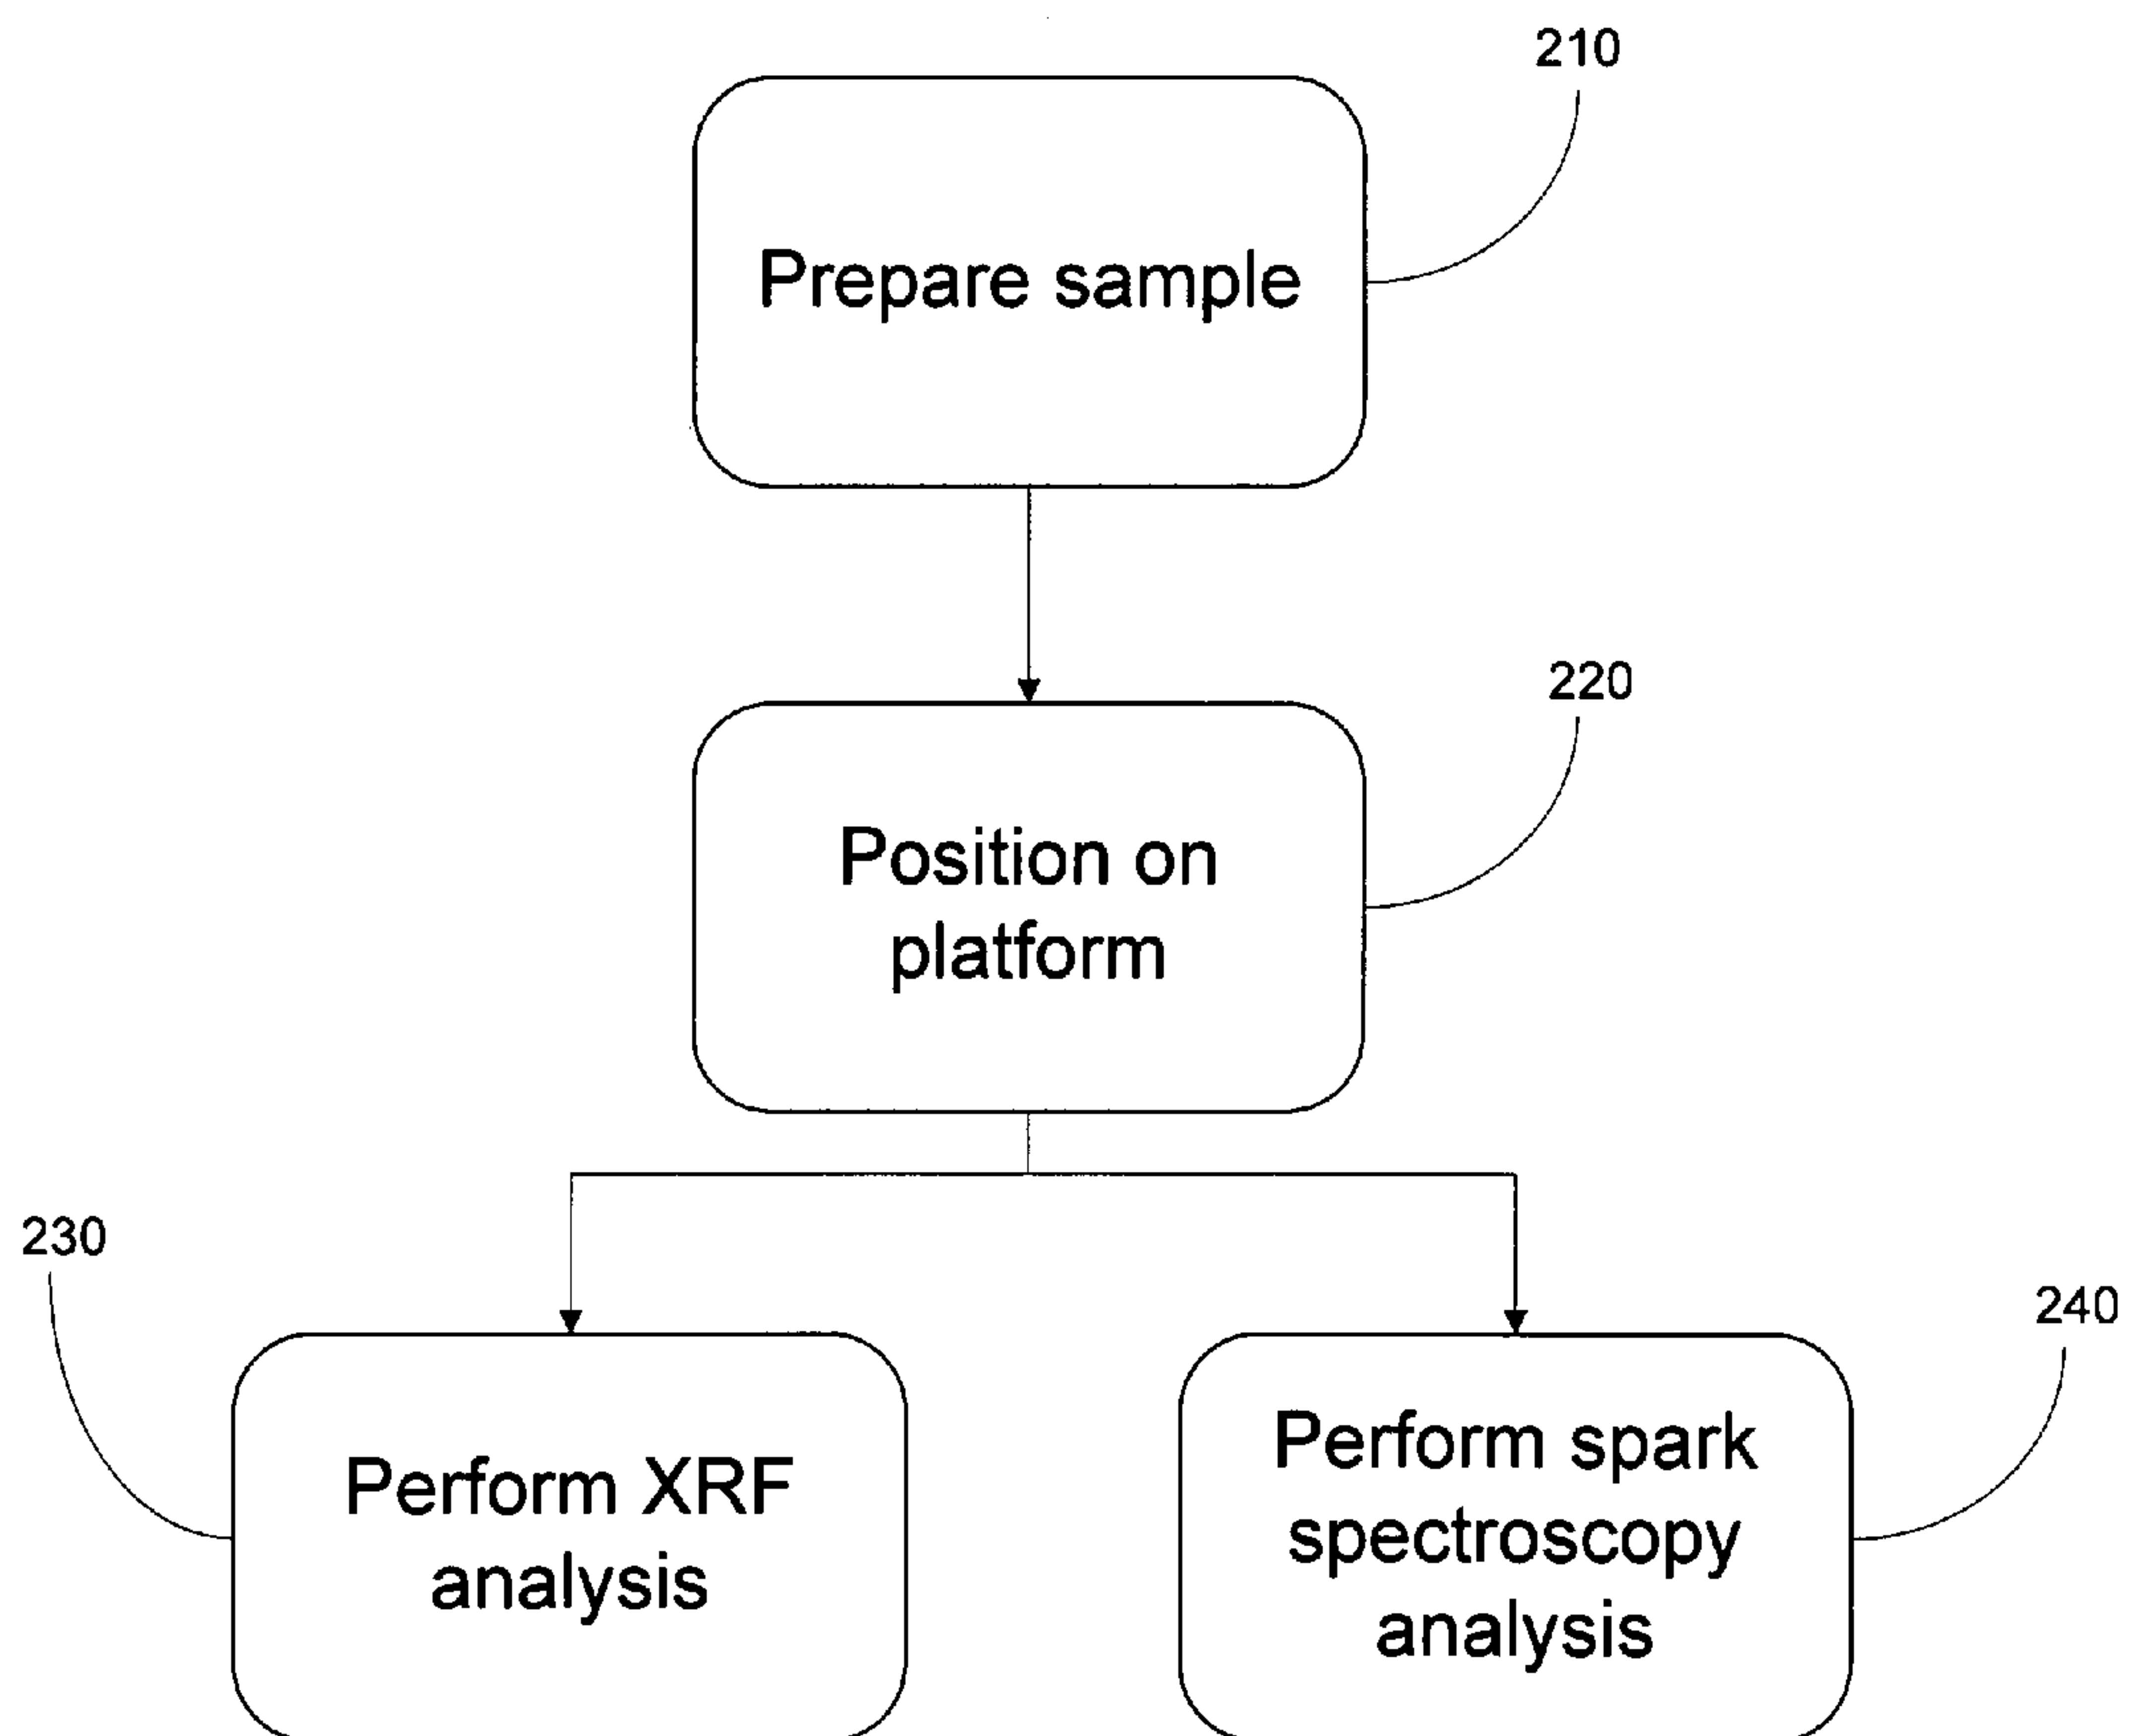 210
Prepare sample
220
Position on
platform
230
Perform XRF
analysis
240
Perform spark
spectroscopy
analysis